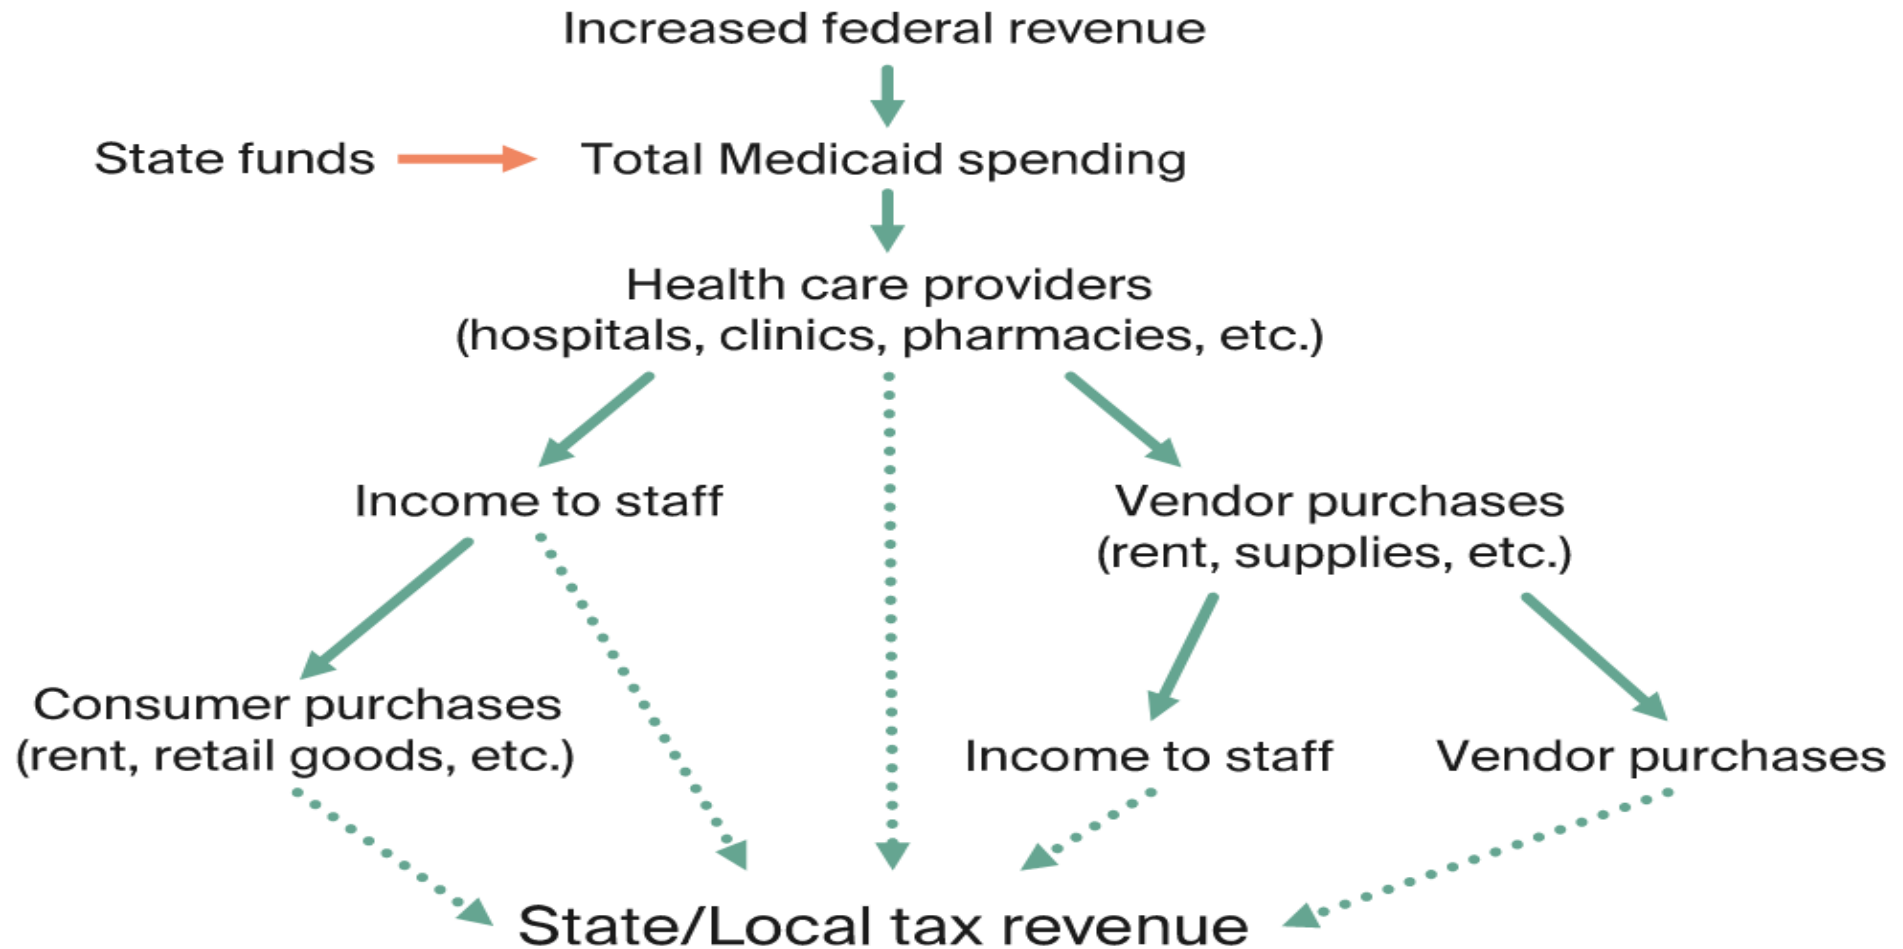 Increased federal revenue
State funds
Total Medicaid spending
Health care providers
(hospitals, clinics, pharmacies, etc.)
Income to staff
Vendor purchases
(rent, supplies, etc.)
Consumer purchases
(rent, retail goods, etc.)
Income to staff
Vendor purchases
State/Local tax revenue